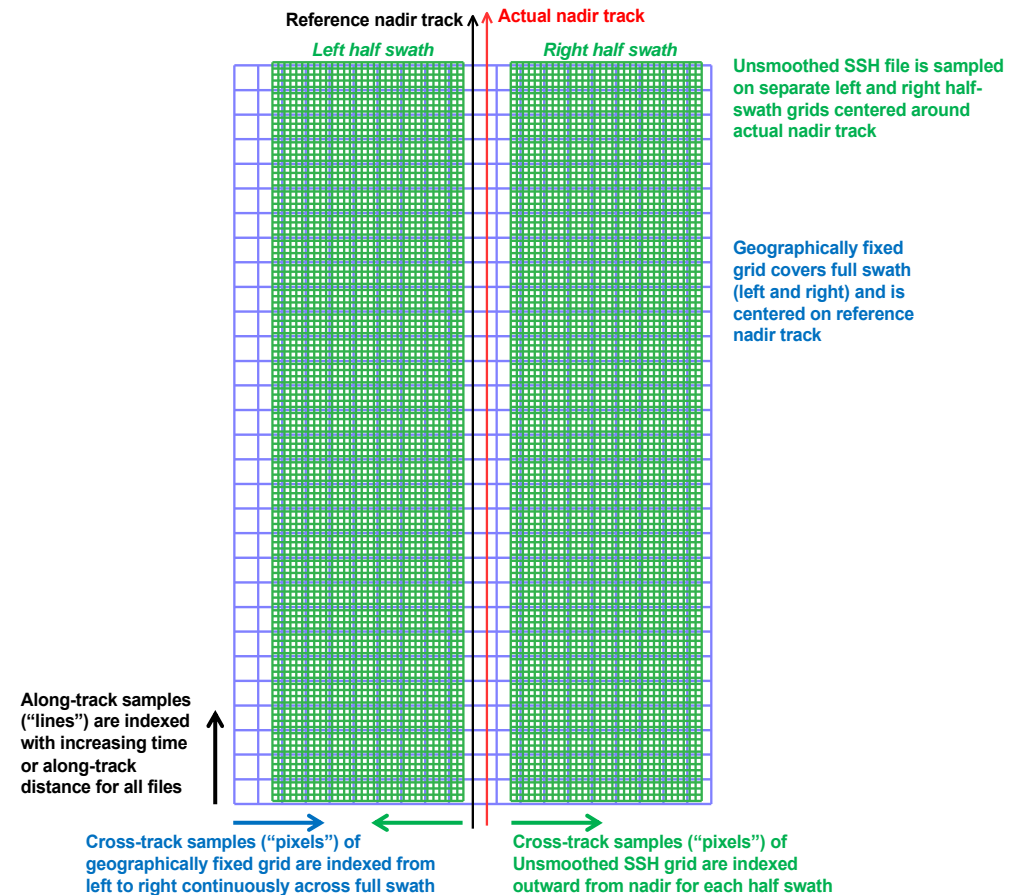 Reference nadir track
Actual nadir track
Left half swath
Right half swath
Unsmoothed SSH file is sampled
on separate left and right half-
swath grids centered around
actual nadir track
Geographically fixed
grid covers full swath
(left and right) and is
centered on reference
nadir track
Along-track samples
(“lines”) are indexed
with increasing time
or along-track
distance for all files
Cross-track samples (“pixels”) of
geographically fixed grid are indexed from
left to right continuously across full swath
Cross-track samples (“pixels”) of
Unsmoothed SSH grid are indexed
outward from nadir for each half swath